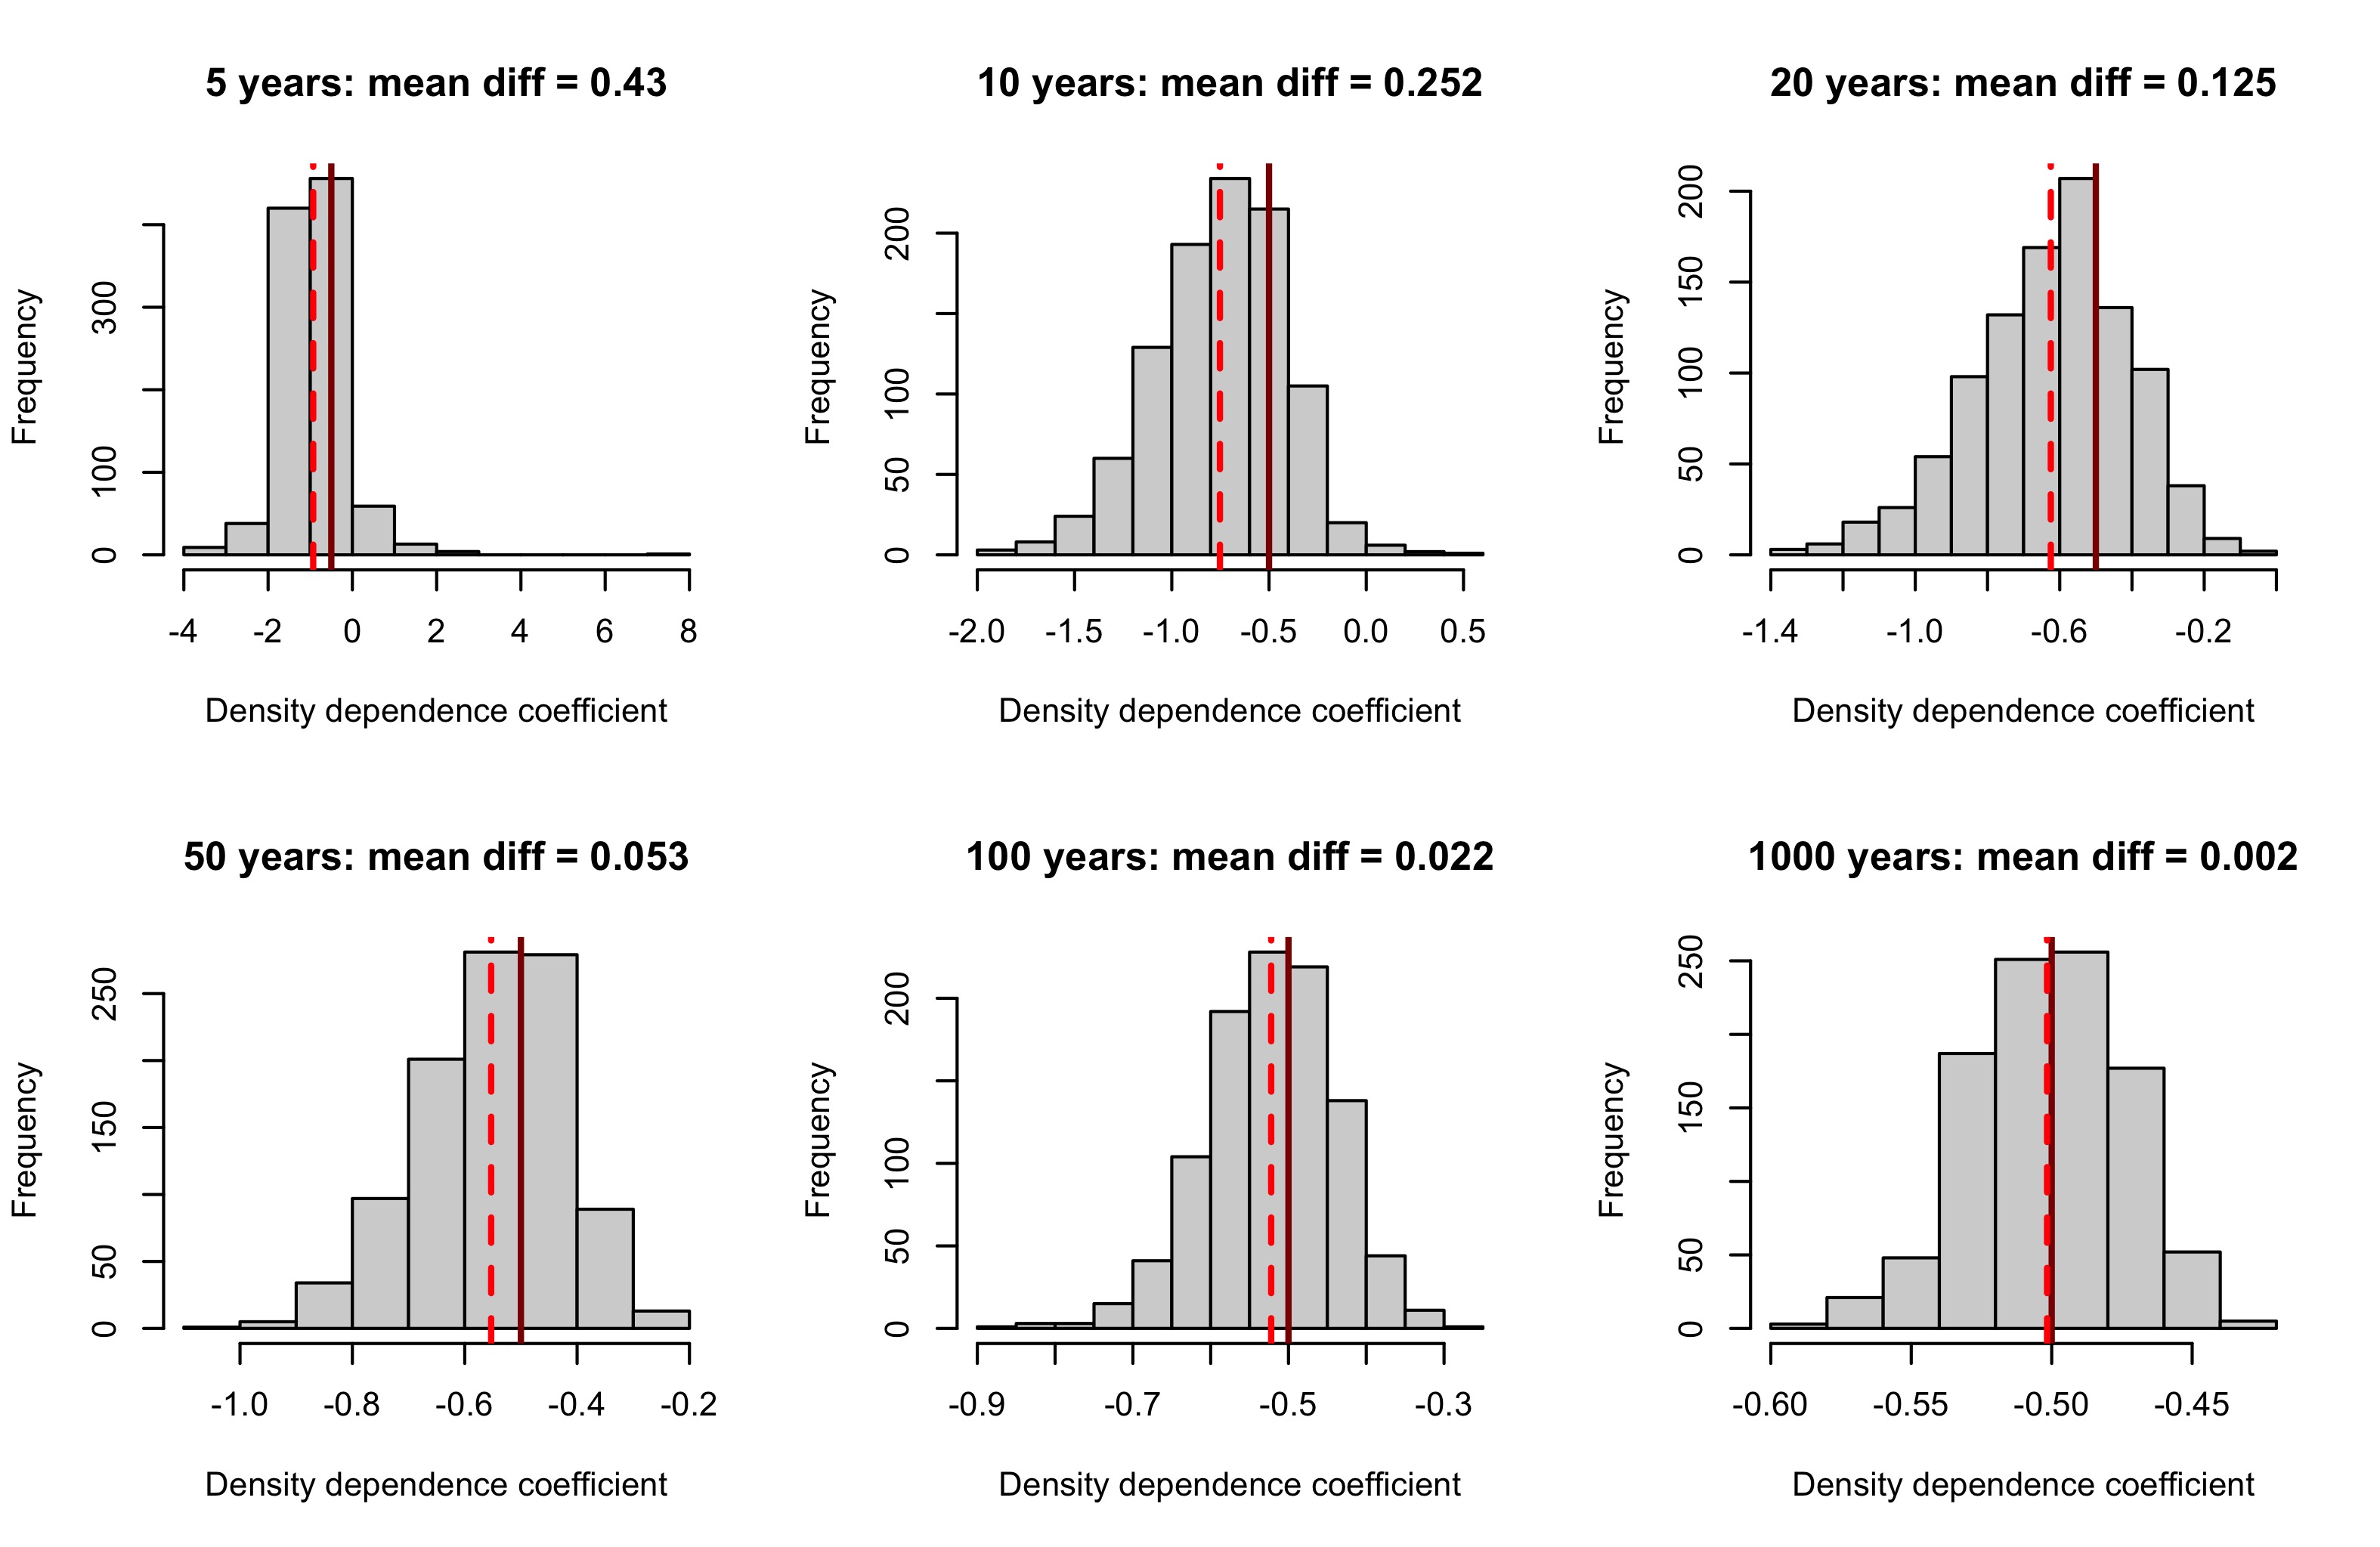 5 years: mean diff = 0.43
Frequency
0 100 300
-4 -2 0 2 4 6 8
Density dependence coefficient
10 years: mean diff = 0.252
Frequency
0 50 100 200
-2.0 -1.5 -1.0 -0.5 0.0 0.5
Density dependence coefficient
20 years: mean diff = 0.125
Frequency
0 50 100 150 200
-1.4 -1.0 -0.6 -0.2
Density dependence coefficient
50 years: mean diff = 0.053
Frequency
0 50 150 250
-1.0 -0.8 -0.6 -0.4 -0.2
Density dependence coefficient
100 years: mean diff = 0.022
Frequency
0 50 100 200
-0.9 -0.7 -0.5 -0.3
Density dependence coefficient
1000 years: mean diff = 0.002
Frequency
0 50 150 250
-0.60 -0.55 -0.50 -0.45
Density dependence coefficient